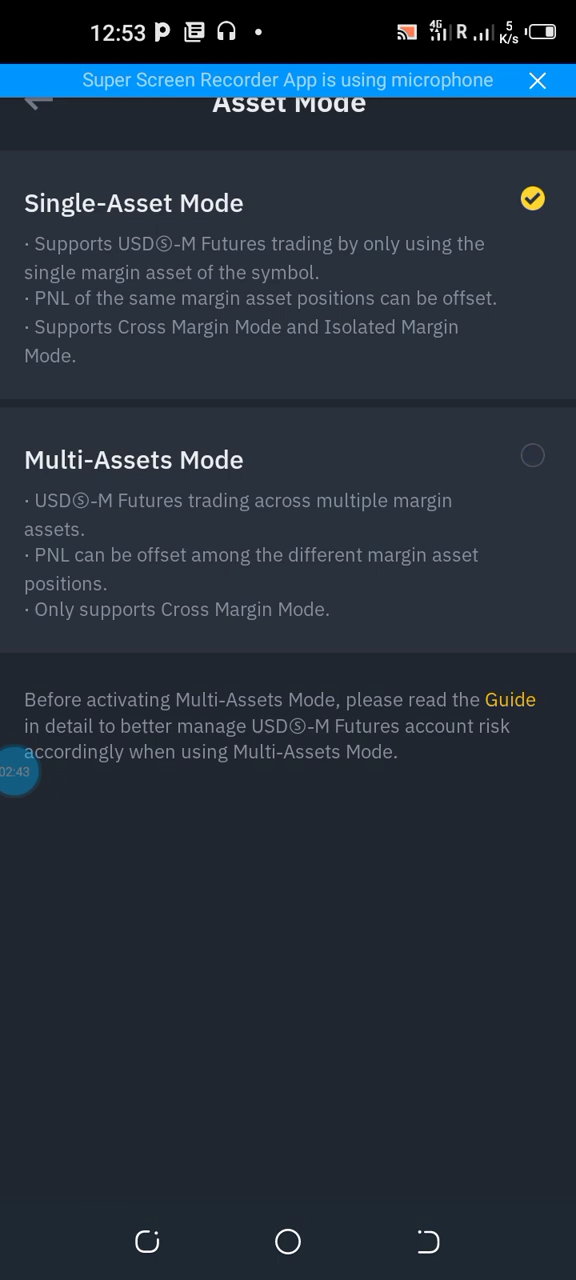 12:53
4G
R
5
K/s
Super Screen Recorder App is using microphone
Asset Mode
Single-Asset Mode
· Supports USDⓈ-M Futures trading by only using the
single margin asset of the symbol.
· PNL of the same margin asset positions can be offset.
· Supports Cross Margin Mode and Isolated Margin
Mode.
Multi-Assets Mode
· USDⓈ-M Futures trading across multiple margin
assets.
· PNL can be offset among the different margin asset
positions.
· Only supports Cross Margin Mode.
Before activating Multi-Assets Mode, please read the Guide
in detail to better manage USDⓈ-M Futures account risk
accordingly when using Multi-Assets Mode.
02:43